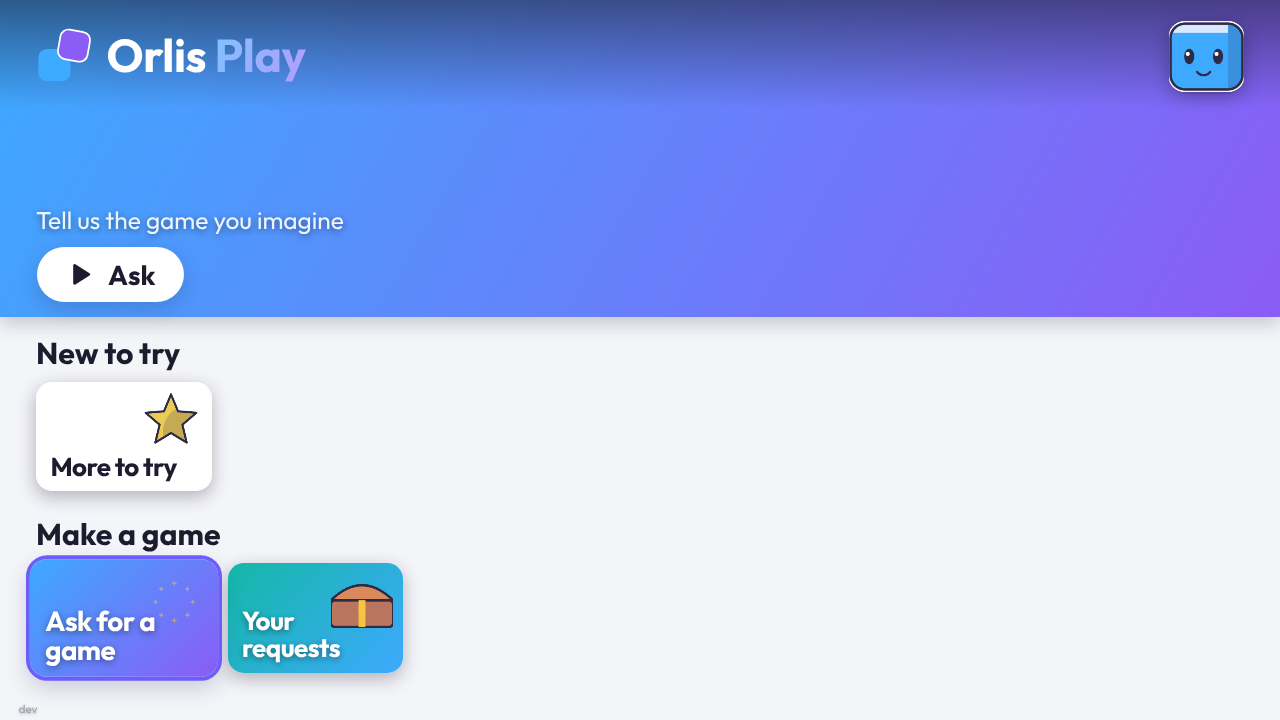 Orlis Play
Tell us the game you imagine
Ask
New to try
More to try
Make a game
Ask for a
game
Your
requests
dev